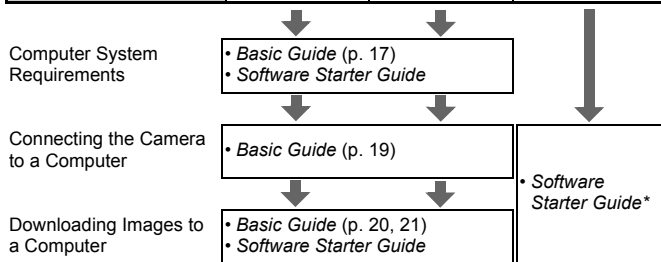 Computer System
Requirements
• Basic Guide (p. 17)
• Software Starter Guide
Connecting the Camera
to a Computer
• Basic Guide (p. 19)
• Software
Starter Guide*
Downloading Images to
a Computer
• Basic Guide (p. 20, 21)
• Software Starter Guide